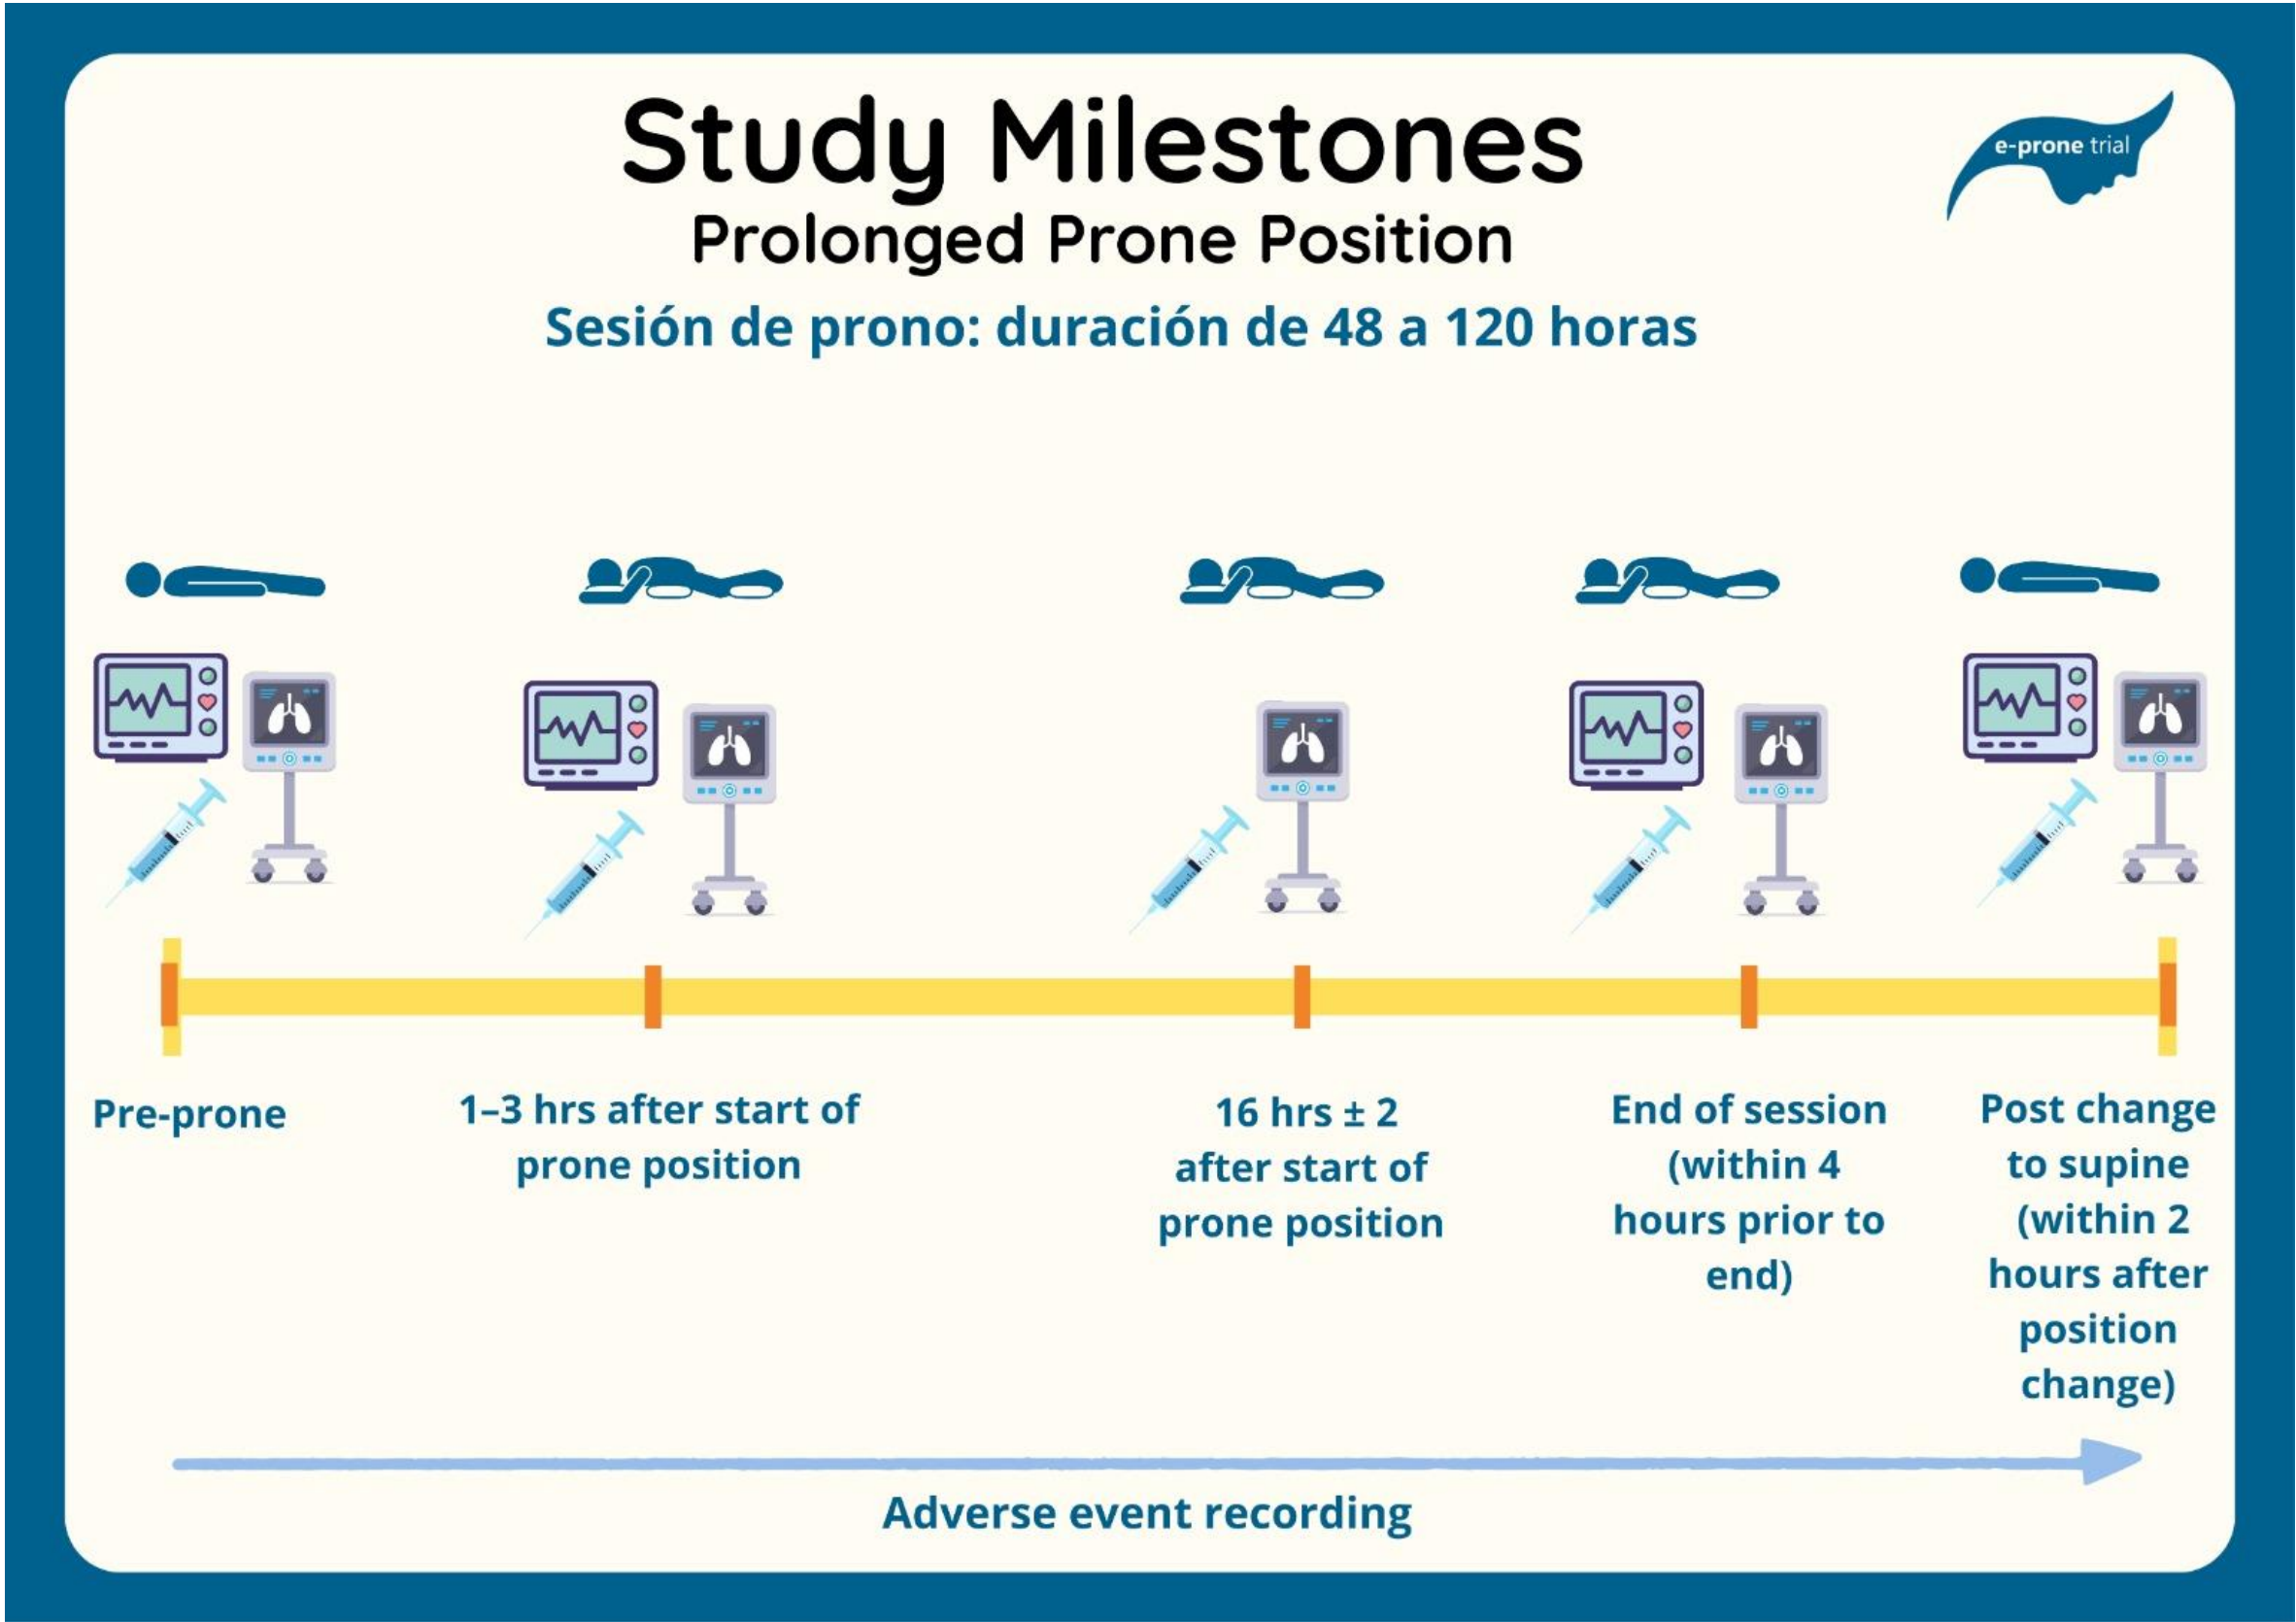 Study Milestones
e-prone trial
Prolonged Prone Position
Sesión de prono: duración de 48 a 120 horas
Pre-prone
1–3 hrs after start of
prone position
16 hrs ± 2
after start of
prone position
End of session
(within 4
hours prior to
end)
Post change
to supine
(within 2
hours after
position
change)
Adverse event recording